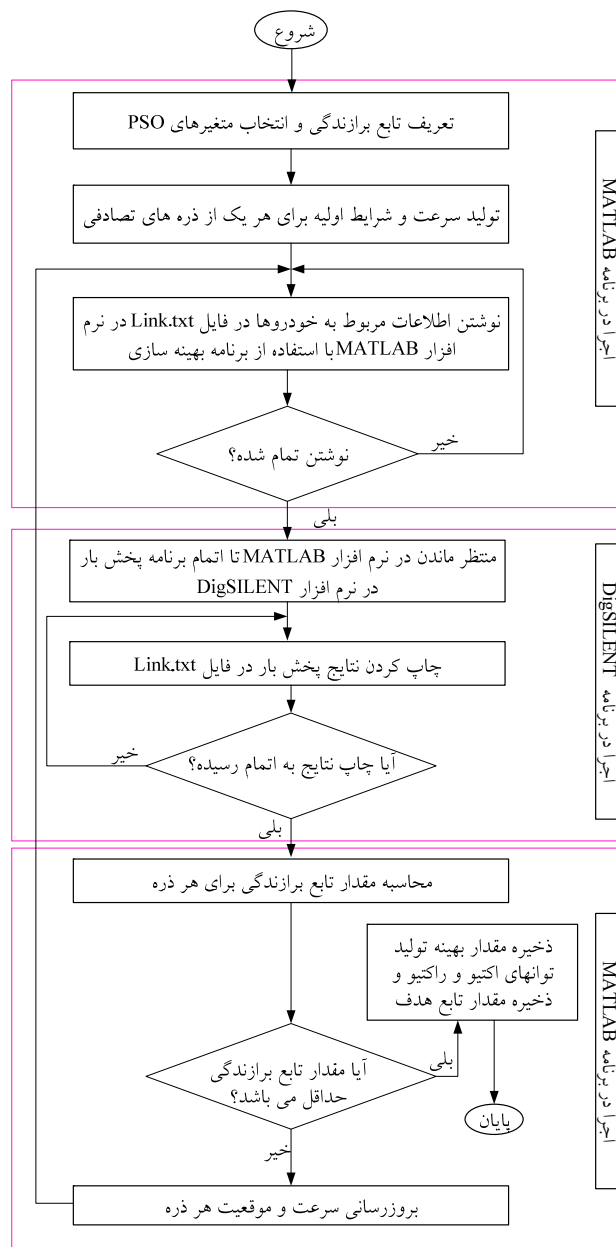 شروع
تعریف تابع برازندگی و انتخاب متغیرهای PSO
تولید سرعت و شرایط اولیه برای هر یک از ذره های تصادفی
نوشتن اطلاعات مربوط به خودروها در فایل Link.txt در نرم
افزار MATLAB با استفاده از برنامه بهینه سازی
نوشتن تمام شده؟
خیر
بلی
اجرا در برنامه MATLAB
منتظر ماندن در نرم افزار MATLAB تا اتمام برنامه پخش بار
در نرم افزار DigSILENT
چاپ کردن نتایج پخش بار در فایل Link.txt
آیا چاپ نتایج به اتمام رسیده؟
خیر
بلی
اجرا در برنامه DigSILENT
محاسبه مقدار تابع برازندگی برای هر ذره
ذخیره مقدار بهینه تولید
توانهای اکتیو و راکتیو و
ذخیره مقدار تابع هدف
آیا مقدار تابع برازندگی
حداقل می باشد؟
بلی
پایان
خیر
بروزرسانی سرعت و موقعیت هر ذره
اجرا در برنامه MATLAB